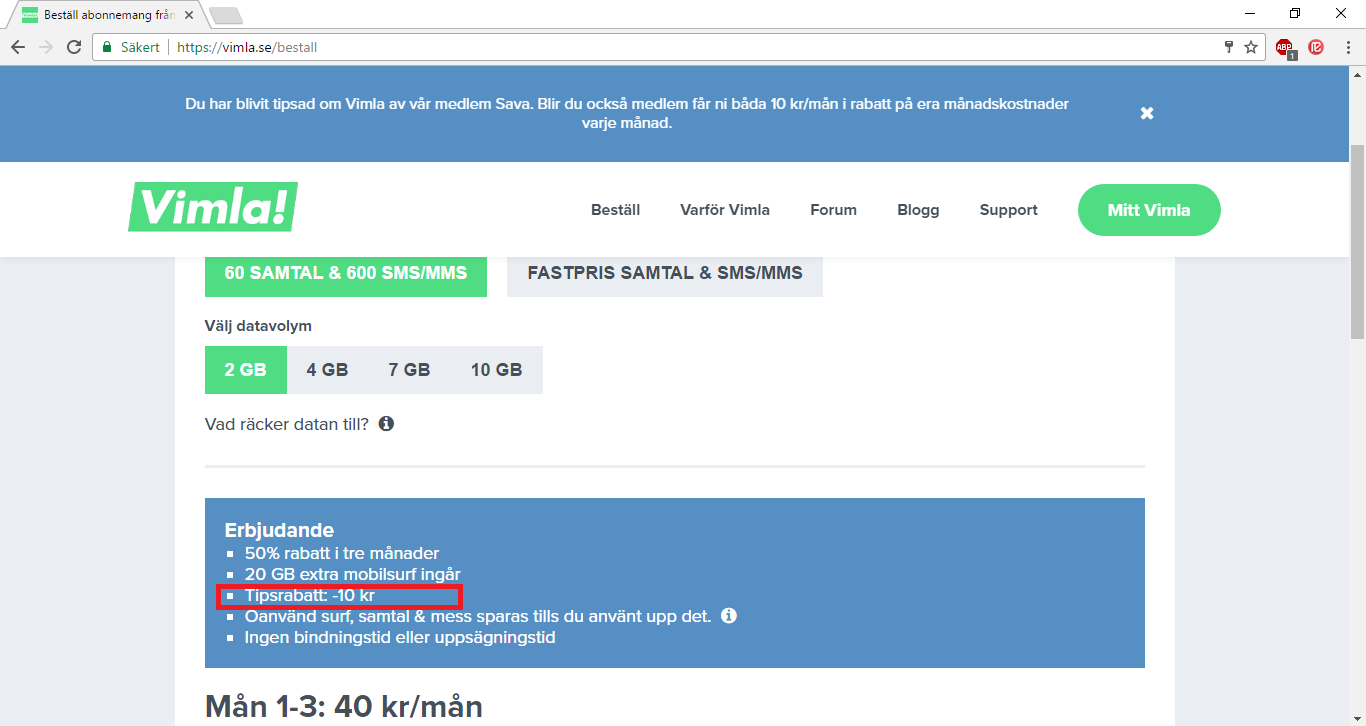 Beställ abonnemang från
Säkert
https://vimla.se/bestall
ABP
1
Du har blivit tipsad om Vimla av vår medlem Sava. Blir du också medlem får ni båda 10 kr/mån i rabatt på era månadskostnader
varje månad.
Vimla!
Beställ
Varför Vimla
Forum
Blogg
Support
Mitt Vimla
60 SAMTAL & 600 SMS/MMS
FASTPRIS SAMTAL & SMS/MMS
Välj datavolym
2 GB
4 GB
7 GB
10 GB
Vad räcker datan till?
Erbjudande
50% rabatt i tre månader
20 GB extra mobilsurf ingår
Tipsrabatt: -10 kr
Oanvänd surf, samtal & mess sparas tills du använt upp det.
Ingen bindningstid eller uppsägningstid
Mån 1-3: 40 kr/mån